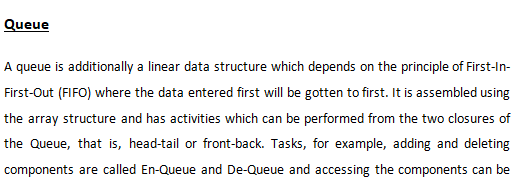 Queue
A queue is additionally a linear data structure which depends on the principle of First-In-
First-Out (FIFO) where the data entered first will be gotten to first. It is assembled using
the array structure and has activities which can be performed from the two closures of
the Queue, that is, head-tail or front-back. Tasks, for example, adding and deleting
components are called En-Queue and De-Queue and accessing the components can be